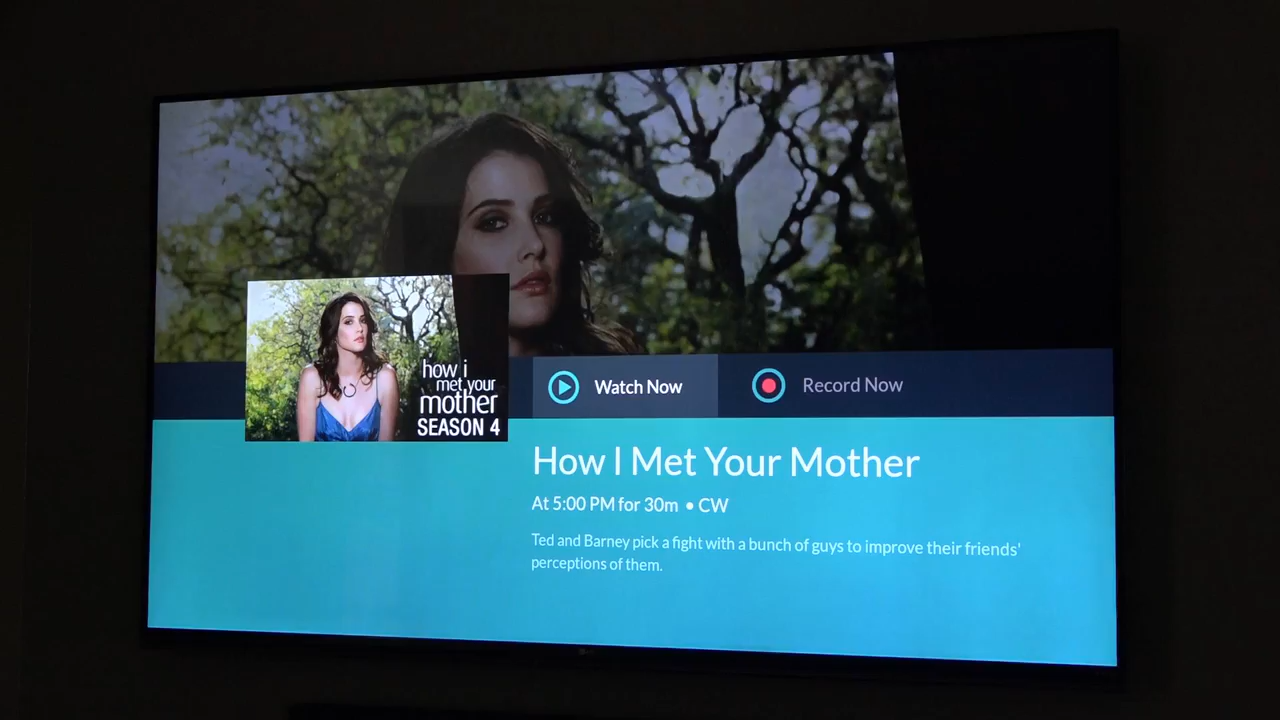 how i
met your
mother
SEASON 4
Watch Now
Record Now
How I Met Your Mother
At 5:00 PM for 30m • CW
Ted and Barney pick a fight with a bunch of guys to improve their friends'
perceptions of them.